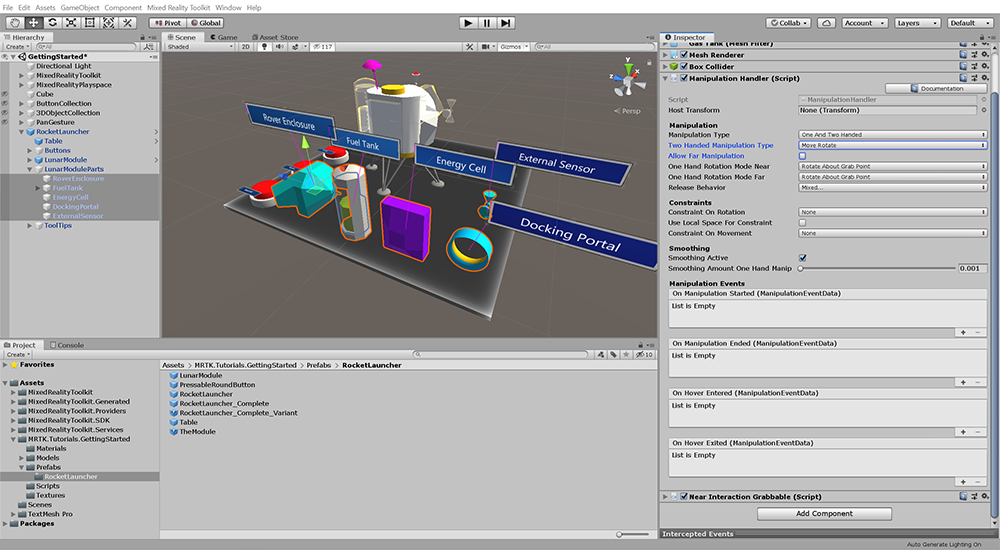 File Edit Assets GameObject Component Mixed Reality Toolkit Window Help
Pivot Global Collab Account Layers Default
Hierarchy
Create All
GettingStarted*
Directional Light
MixedRealityToolkit
MixedRealityPlayspace
Cube
ButtonCollection
3DObjectCollection
PanGesture
RocketLauncher
Table
Buttons
LunarModule
LunarModuleParts
RoverEnclosure
FuelTank
EnergyCell
DockingPortal
ExternalSensor
ToolTips
Scene Game Asset Store
Shaded 2D 117 Gizmos All
y
x
z
Persp
Rover Enclosure
Fuel Tank
Energy Cell
External Sensor
Docking Portal
Project Console
Create 10
Favorites
Assets
MixedRealityToolkit
MixedRealityToolkit.Generated
MixedRealityToolkit.Providers
MixedRealityToolkit.SDK
MixedRealityToolkit.Services
MRTK.Tutorials.GettingStarted
Materials
Models
Prefabs
RocketLauncher
Scripts
Textures
Scenes
TextMesh Pro
Packages
Assets > MRTK.Tutorials.GettingStarted > Prefabs > RocketLauncher
LunarModule
PressableRoundButton
RocketLauncher
RocketLauncher_Complete
RocketLauncher_Complete_Variant
Table
TheModule
Inspector
Gas Tank (Mesh Filter)
Mesh Renderer
Box Collider
Manipulation Handler (Script)
Documentation
Script ManipulationHandler
Host Transform None (Transform)
Manipulation
Manipulation Type One And Two Handed
Two Handed Manipulation Type Move Rotate
Allow Far Manipulation
One Hand Rotation Mode Near Rotate About Grab Point
One Hand Rotation Mode Far Rotate About Grab Point
Release Behavior Mixed...
Constraints
Constraint On Rotation None
Use Local Space For Constraint
Constraint On Movement None
Smoothing
Smoothing Active
Smoothing Amount One Hand Manip 0.001
Manipulation Events
On Manipulation Started (ManipulationEventData)
List is Empty
On Manipulation Ended (ManipulationEventData)
List is Empty
On Hover Entered (ManipulationEventData)
List is Empty
On Hover Exited (ManipulationEventData)
List is Empty
Near Interaction Grabbable (Script)
Add Component
Intercepted Events
Auto Generate Lighting On